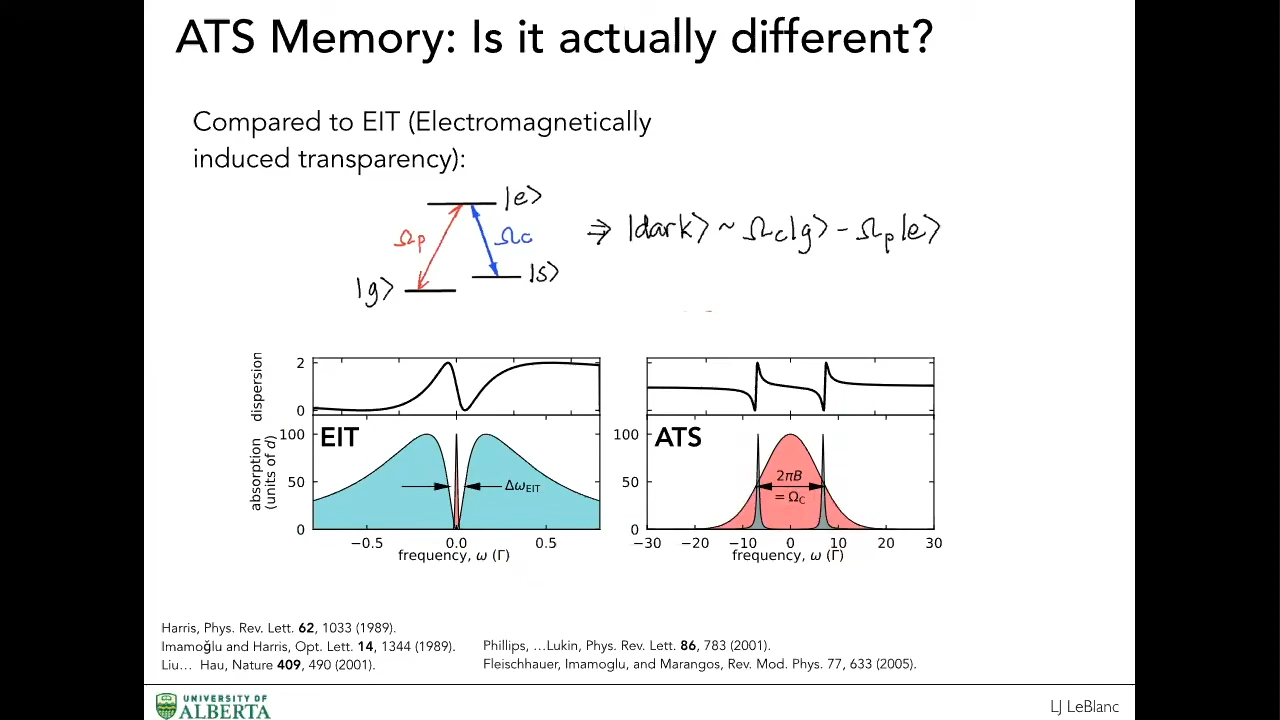 ATS Memory: Is it actually different?
Compared to EIT (Electromagnetically
induced transparency):
|e⟩
Ωp
Ωc
|g⟩
|s⟩
⇒ |dark⟩ ~ Ωc|g⟩ - Ωp|e⟩
dispersion
2
0
absorption
(units of d)
100
50
0
EIT
ΔωEIT
−0.5 0.0 0.5
frequency, ω (Γ)
100
50
0
ATS
2πB
= ΩC
−30 −20 −10 0 10 20 30
frequency, ω (Γ)
Harris, Phys. Rev. Lett. 62, 1033 (1989).
Imamoğlu and Harris, Opt. Lett. 14, 1344 (1989).
Liu... Hau, Nature 409, 490 (2001).
Phillips, ...Lukin, Phys. Rev. Lett. 86, 783 (2001).
Fleischhauer, Imamoglu, and Marangos, Rev. Mod. Phys. 77, 633 (2005).
UNIVERSITY OF
ALBERTA
LJ LeBlanc